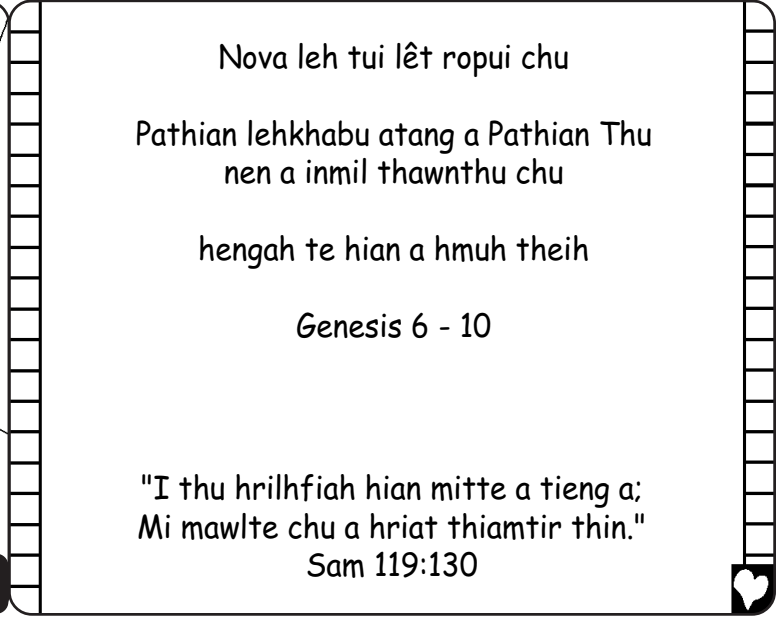 Nova leh tui lêt ropui chu
Pathian lehkhabu atang a Pathian Thu
nen a inmil thawnthu chu
hengah te hian a hmuh theih
Genesis 6 - 10
"I thu hrilhfiah hian mitte a tieng a;
Mi mawlte chu a hriat thiamtir thin."
Sam 119:130